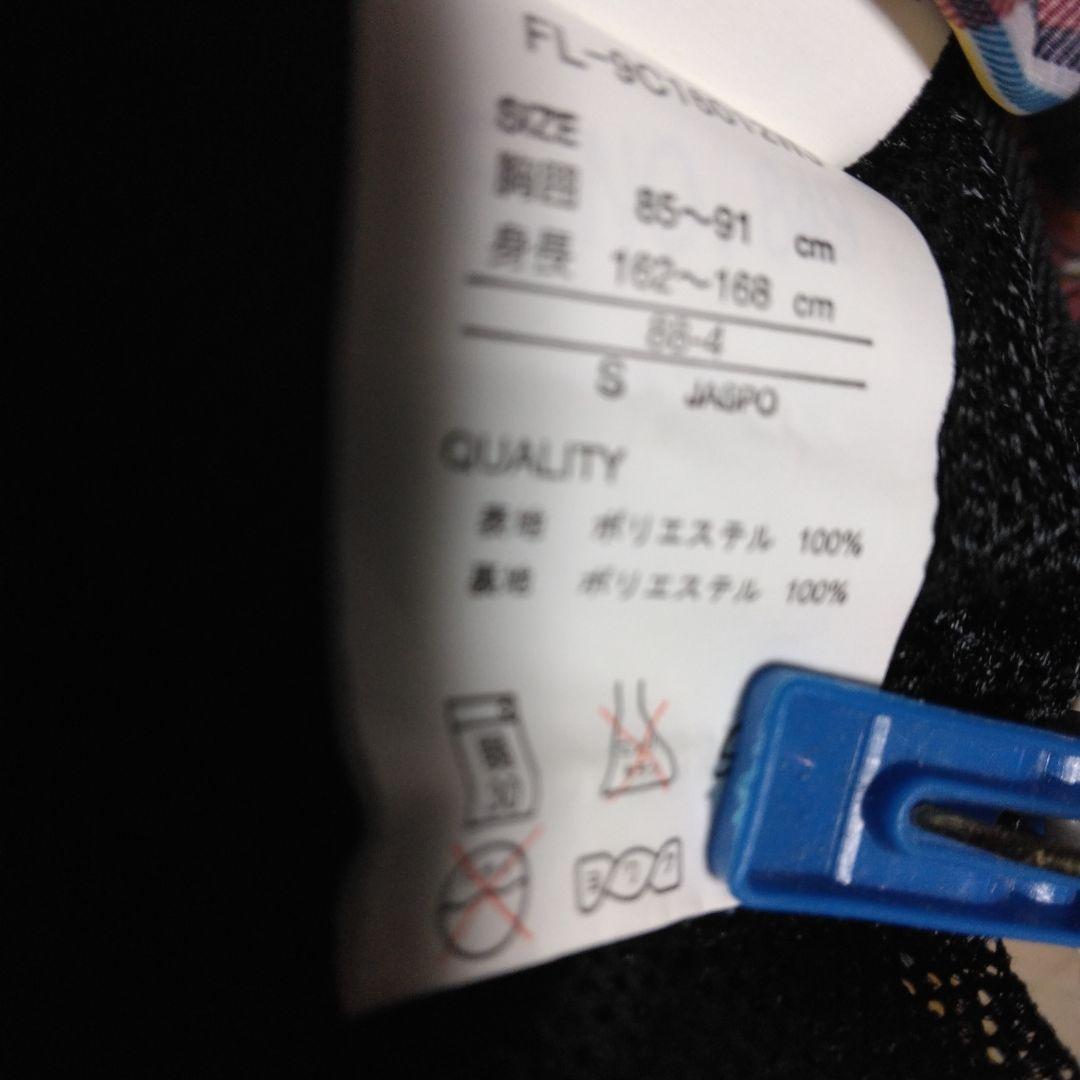 SIZE
胸囲 85～91 cm
身長 162～168 cm
88-4
S JASPO
QUALITY
表地 ポリエステル 100%
裏地 ポリエステル 100%